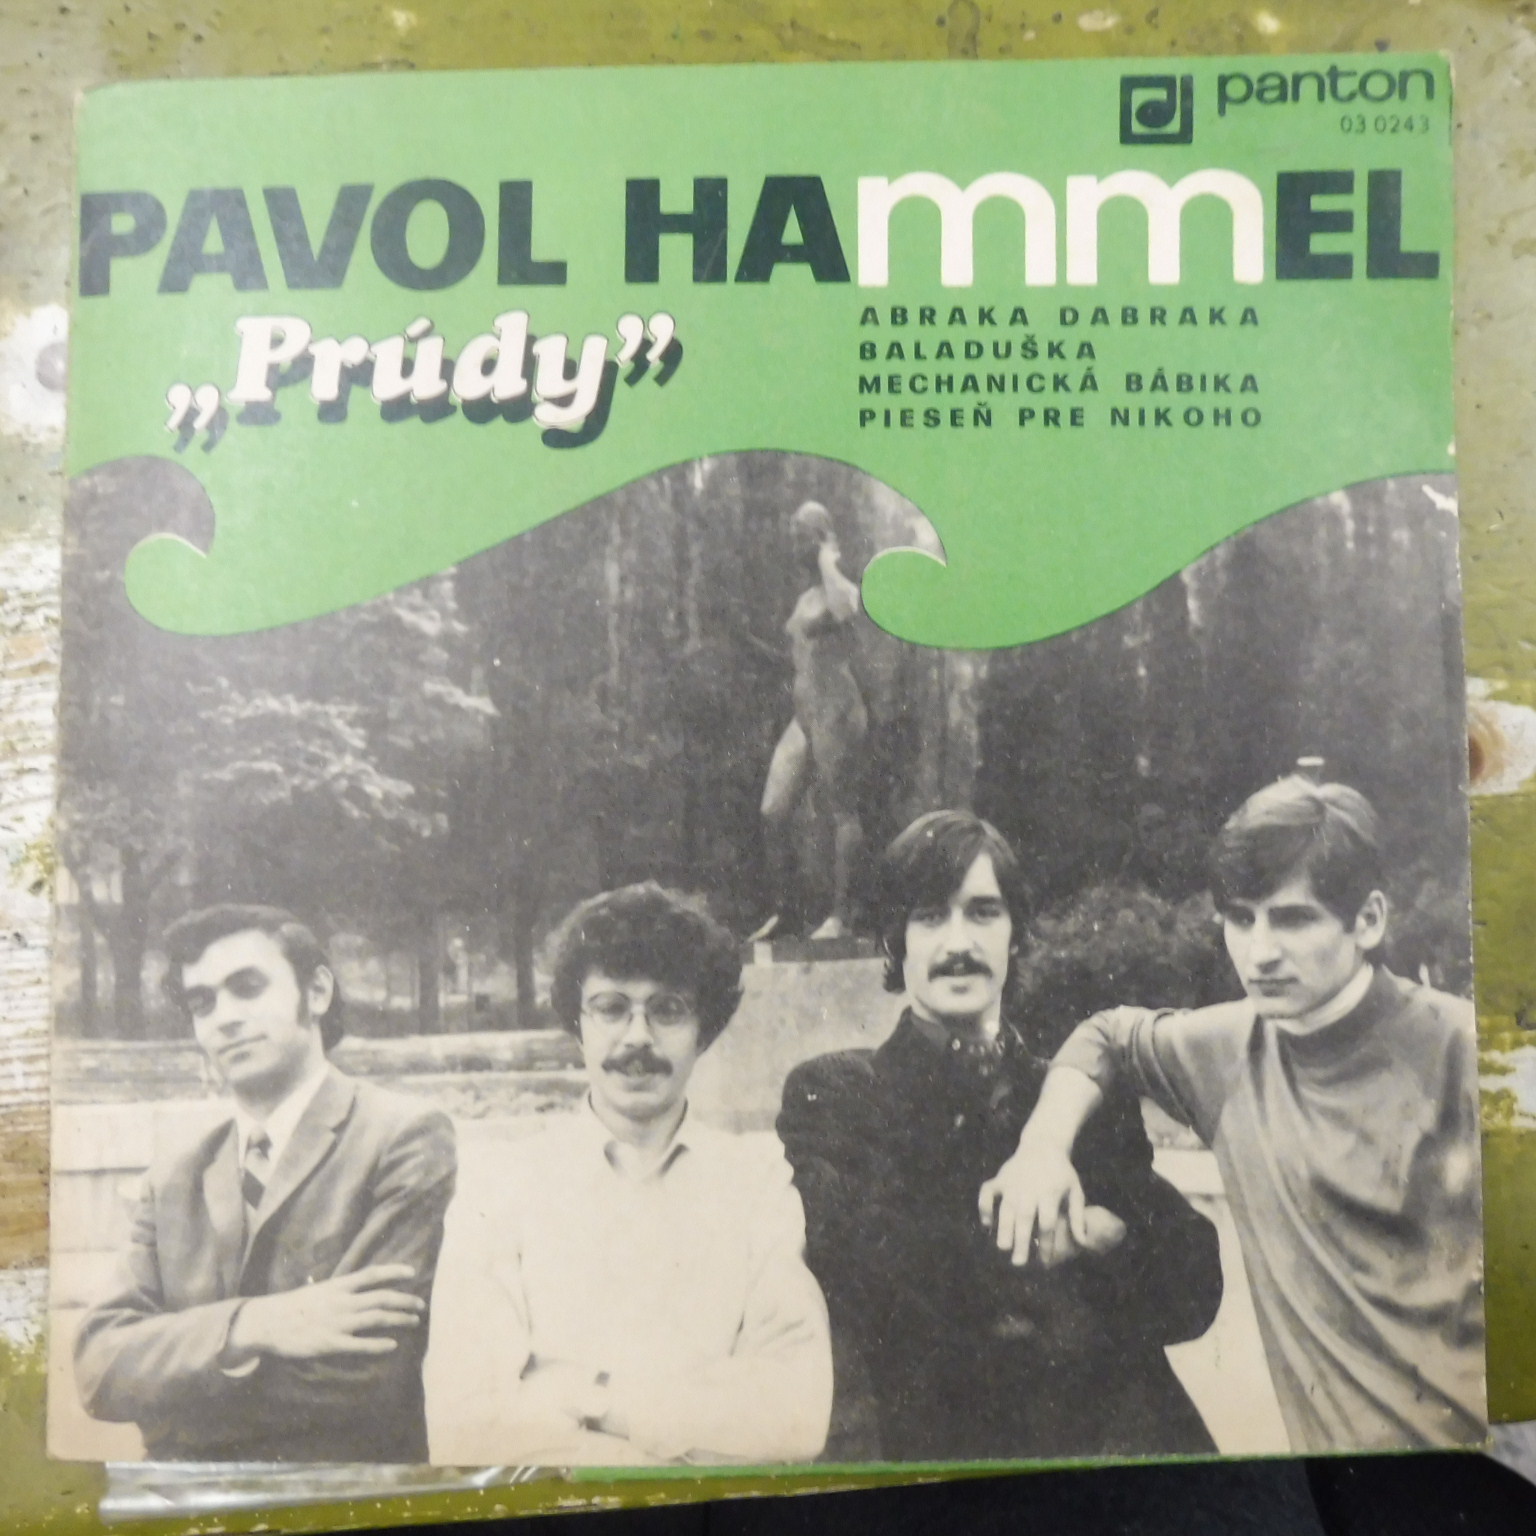 panton
03 0243
PAVOL HAmmEL
„Prúdy”
ABRAKA DABRAKA
BALADUŠKA
MECHANICKÁ BÁBIKA
PIESEŇ PRE NIKOHO